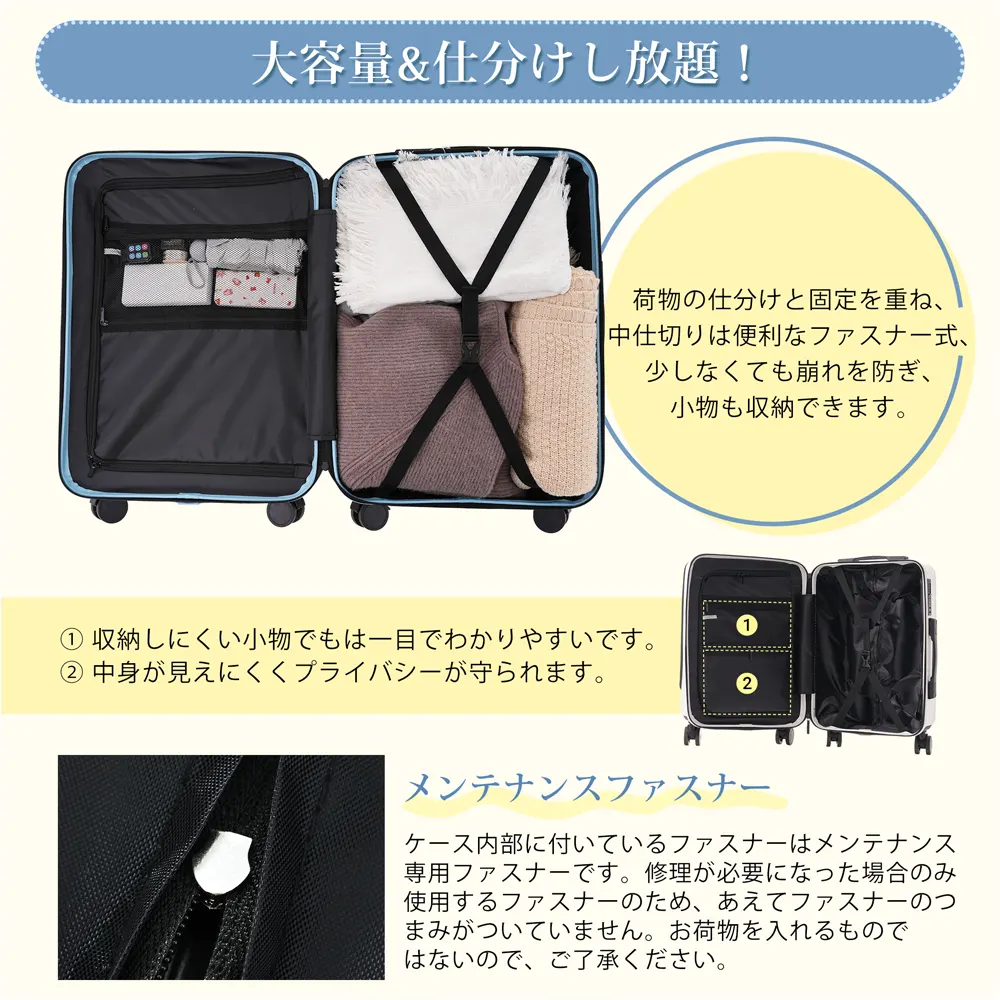 大容量&仕分けし放題！
荷物の仕分けと固定を重ね、
中仕切りは便利なファスナー式、
少しなくても崩れを防ぎ、
小物も収納できます。
① 収納しにくい小物でもは一目でわかりやすいです。
② 中身が見えにくくプライバシーが守られます。
①
②
メンテナンスファスナー
ケース内部に付いているファスナーはメンテナンス
専用ファスナーです。修理が必要になった場合のみ
使用するファスナーのため、あえてファスナーのつ
まみがついていません。お荷物を入れるもので
はないので、ご了承ください。